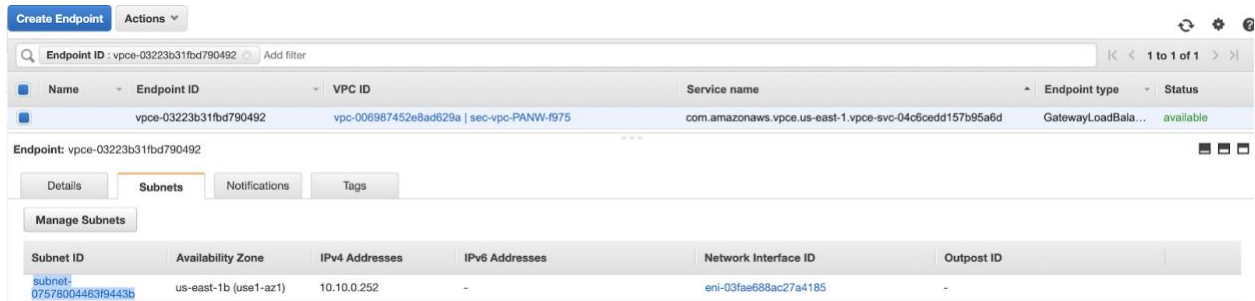 Create Endpoint Actions
Endpoint ID : vpce-03223b31fbd790492 Add filter 1 to 1 of 1
Name Endpoint ID VPC ID Service name Endpoint type Status
vpce-03223b31fbd790492 vpc-006987452e8ad629a | sec-vpc-PANW-f975 com.amazonaws.vpce.us-east-1.vpce-svc-04c6cedd157b95a6d GatewayLoadBala... available
Endpoint: vpce-03223b31fbd790492
Details Subnets Notifications Tags
Manage Subnets
Subnet ID Availability Zone IPv4 Addresses IPv6 Addresses Network Interface ID Outpost ID
subnet-
07578004463f9443b us-east-1b (use1-az1) 10.10.0.252 - eni-03fae688ac27a4185 -